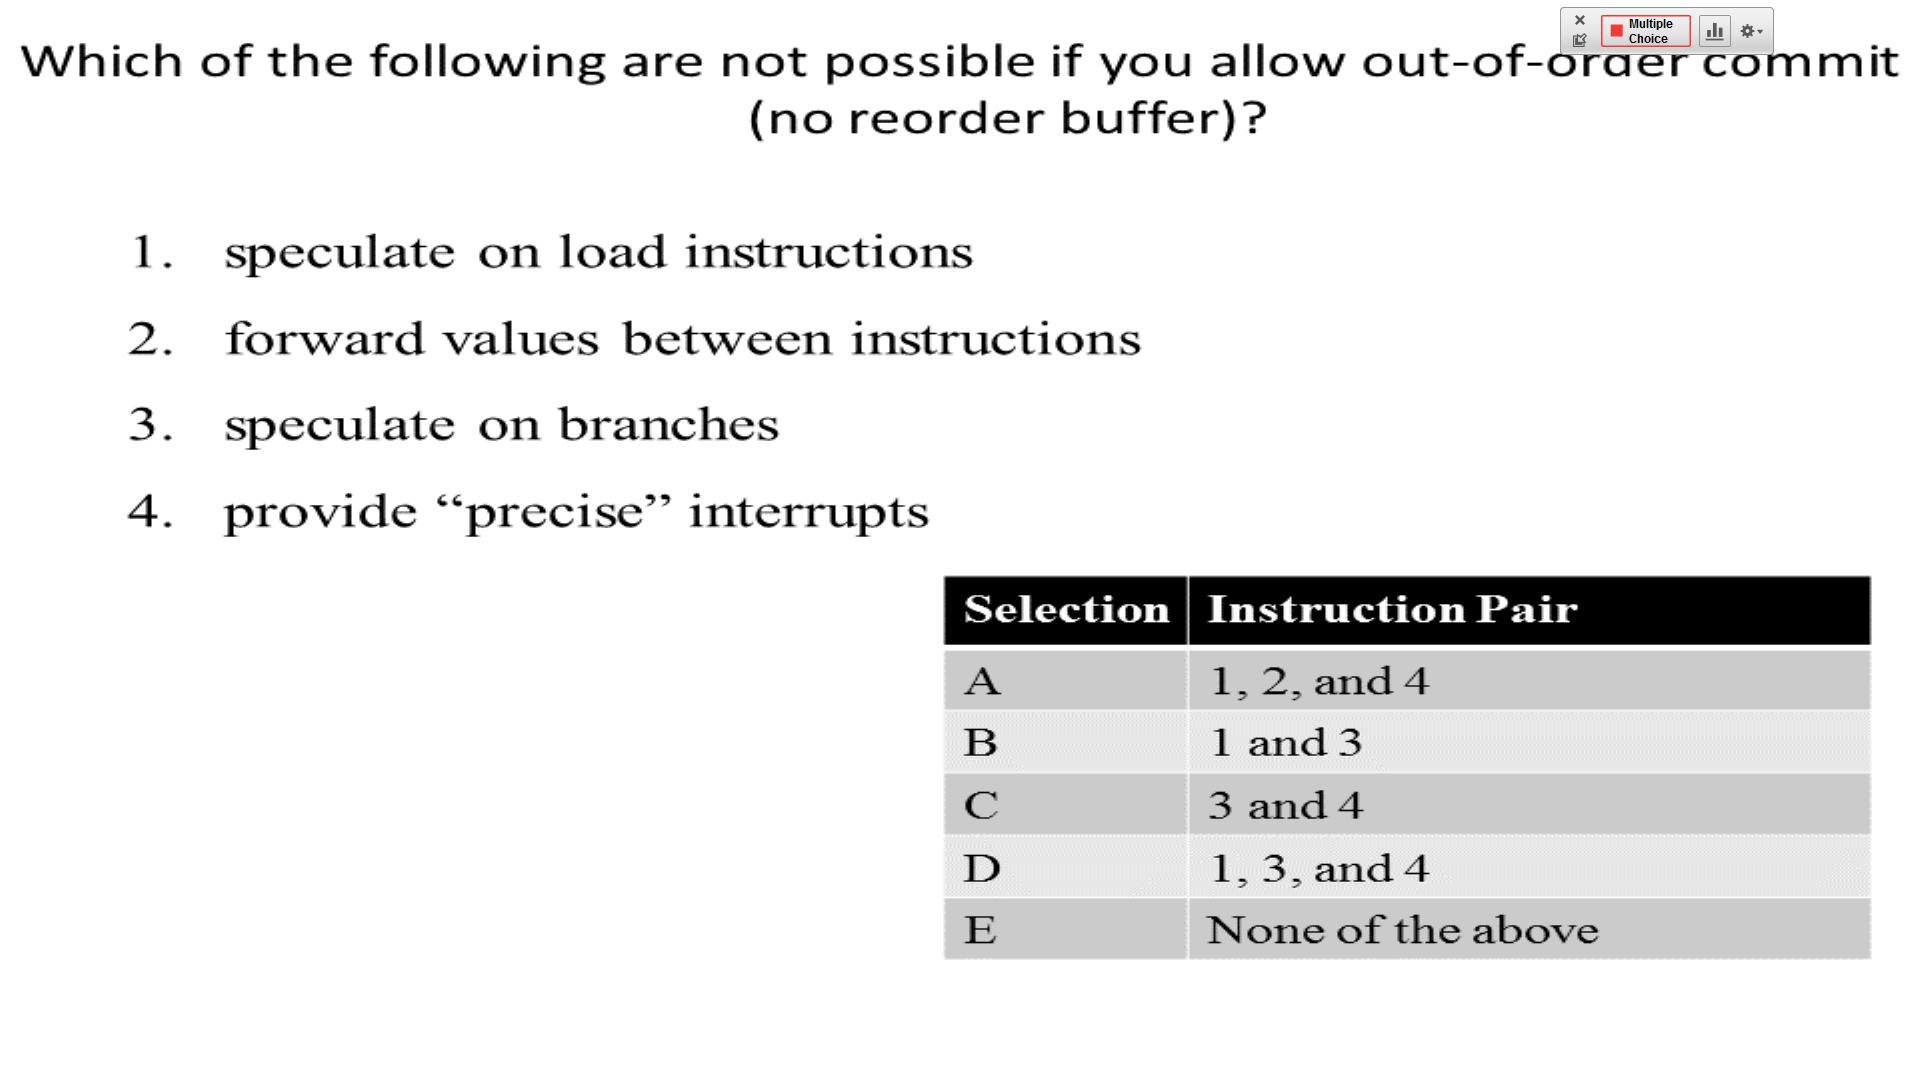 Multiple
Choice
Which of the following are not possible if you allow out-of-order commit
(no reorder buffer)?
1. speculate on load instructions
2. forward values between instructions
3. speculate on branches
4. provide “precise” interrupts
Selection Instruction Pair
A 1, 2, and 4
B 1 and 3
C 3 and 4
D 1, 3, and 4
E None of the above